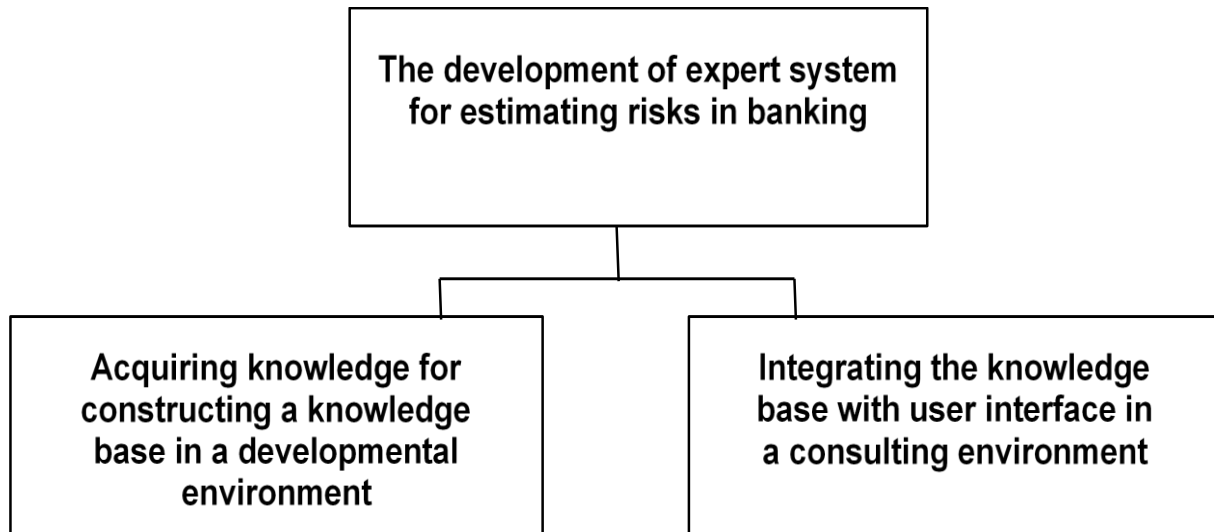 The development of expert system
for estimating risks in banking
Acquiring knowledge for
constructing a knowledge
base in a developmental
environment
Integrating the knowledge
base with user interface in
a consulting environment